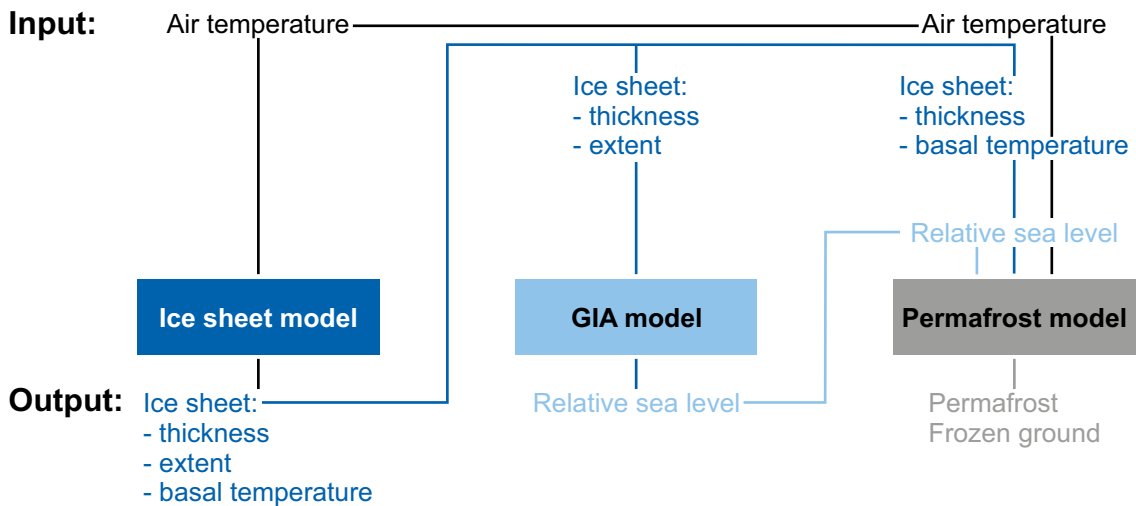 Input:
Air temperature
Air temperature
Ice sheet:
- thickness
- extent
Ice sheet:
- thickness
- basal temperature
Relative sea level
Ice sheet model
GIA model
Permafrost model
Output:
Ice sheet:
- thickness
- extent
- basal temperature
Relative sea level
Permafrost
Frozen ground